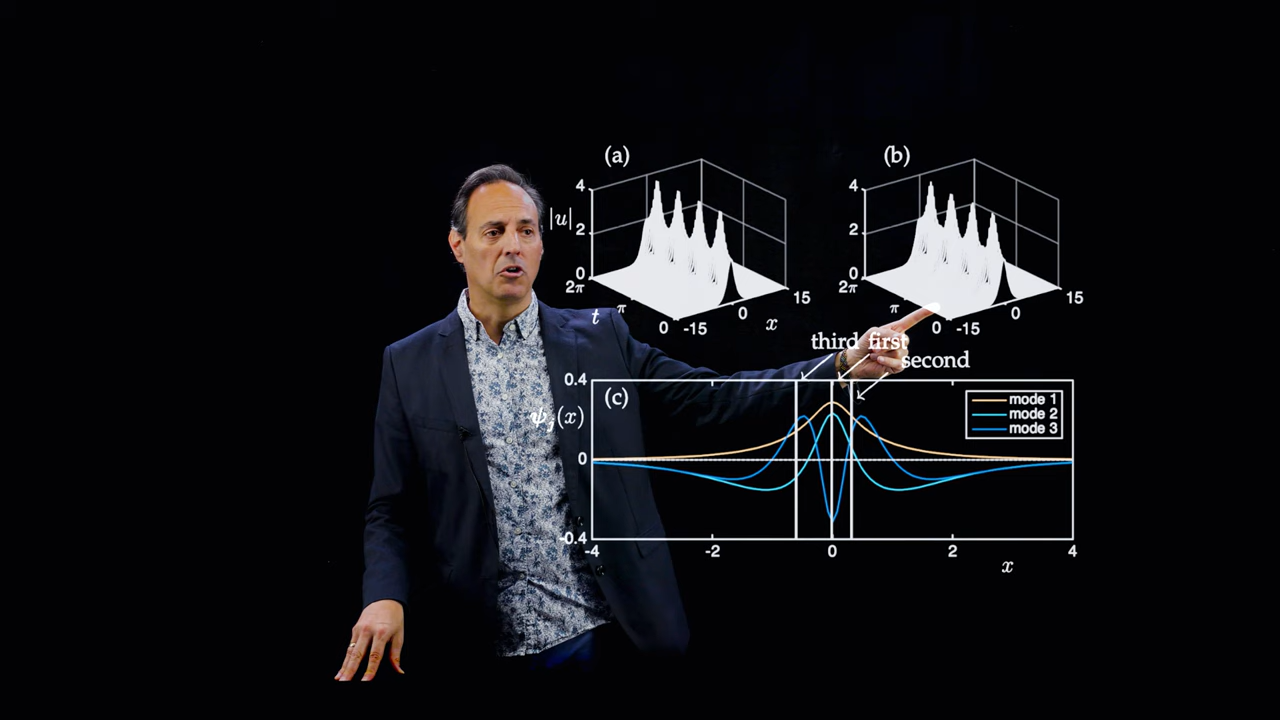 (a)
(b)
4
|u|
2
0
2π
π
t
0
-15
0
x
15
4
2
0
2π
π
0
-15
0
15
third
first
second
0.4
(c)
ψj(x)
0
-0.4
mode 1
mode 2
mode 3
-4
-2
0
2
4
x